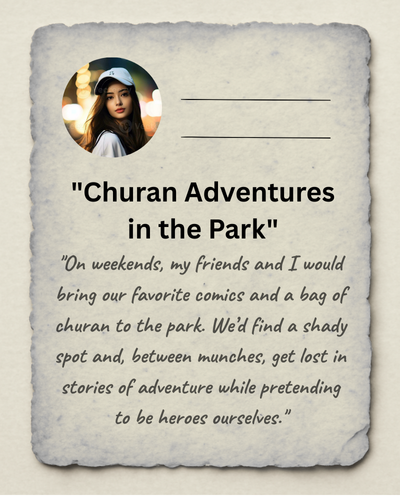 "Churan Adventures
in the Park"
"On weekends, my friends and I would
bring our favorite comics and a bag of
churan to the park. We'd find a shady
spot and, between munches, get lost in
stories of adventure while pretending
to be heroes ourselves."